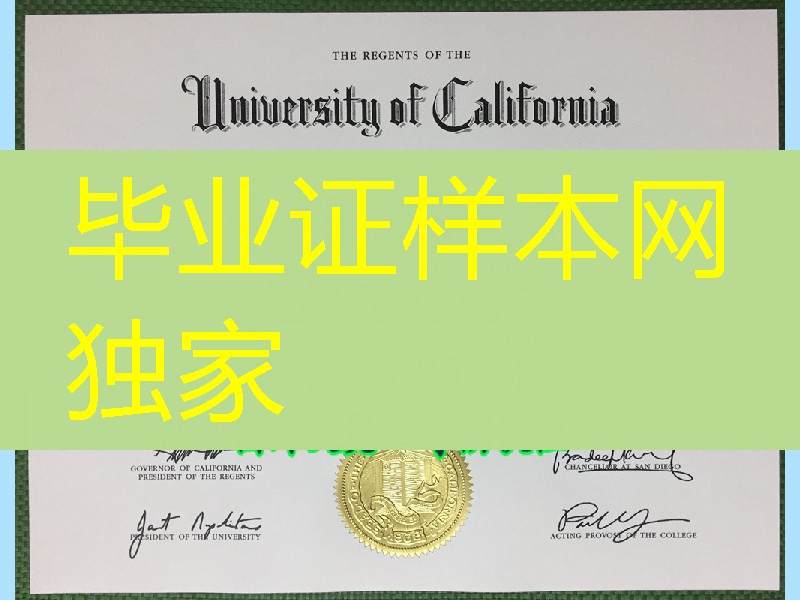 THE REGENTS OF THE
University of California
毕业证样本网
独家
GOVERNOR OF CALIFORNIA AND
PRESIDENT OF THE REGENTS
CHANCELLOR AT SAN DIEGO
PRESIDENT OF THE UNIVERSITY
ACTING PROVOST OF THE COLLEGE